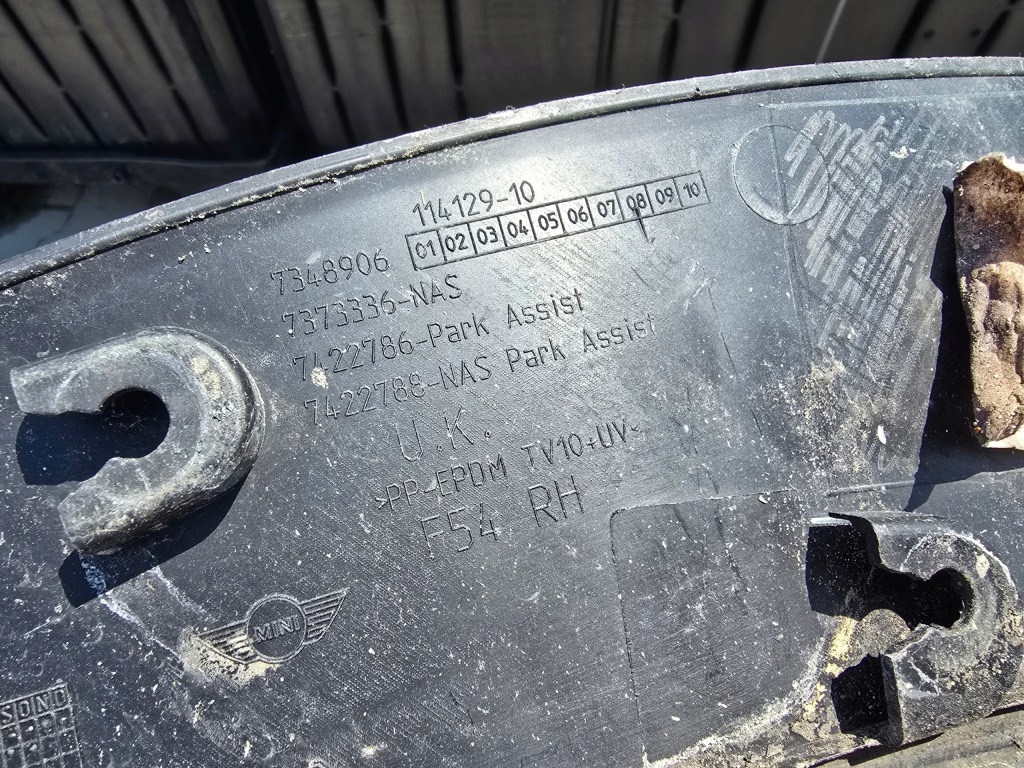 114129-10
01 02 03 04 05 06 07 08 09 10
7348906
7373336-NAS
7422786-Park Assist
7422788-NAS Park Assist
U.K.
>PP-EPDM TV10+UV<
F54 RH
MINI
SOND